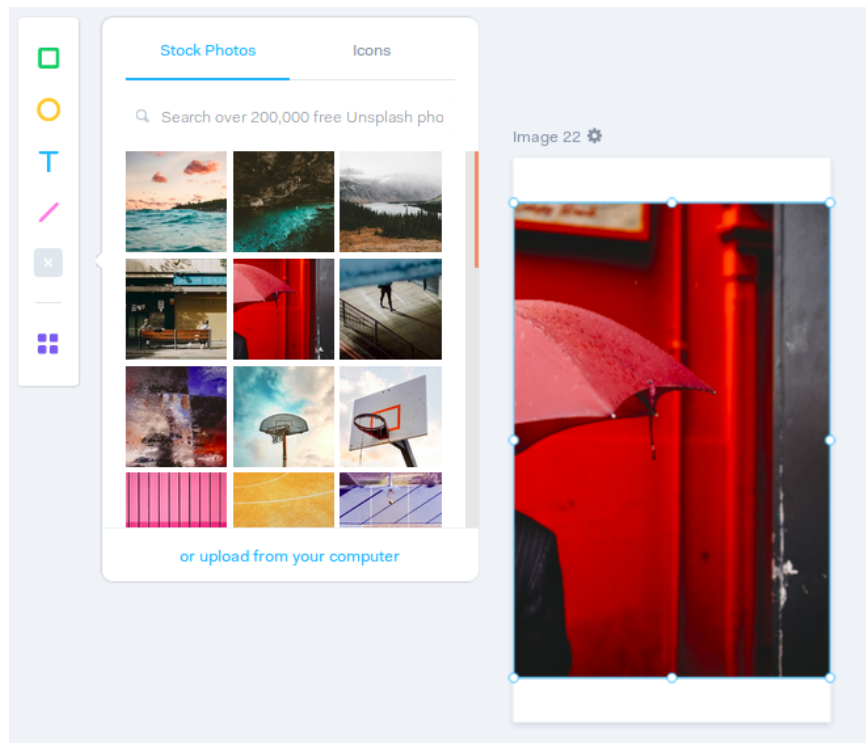 Stock Photos
Icons
Search over 200,000 free Unsplash pho
Image 22
T
or upload from your computer